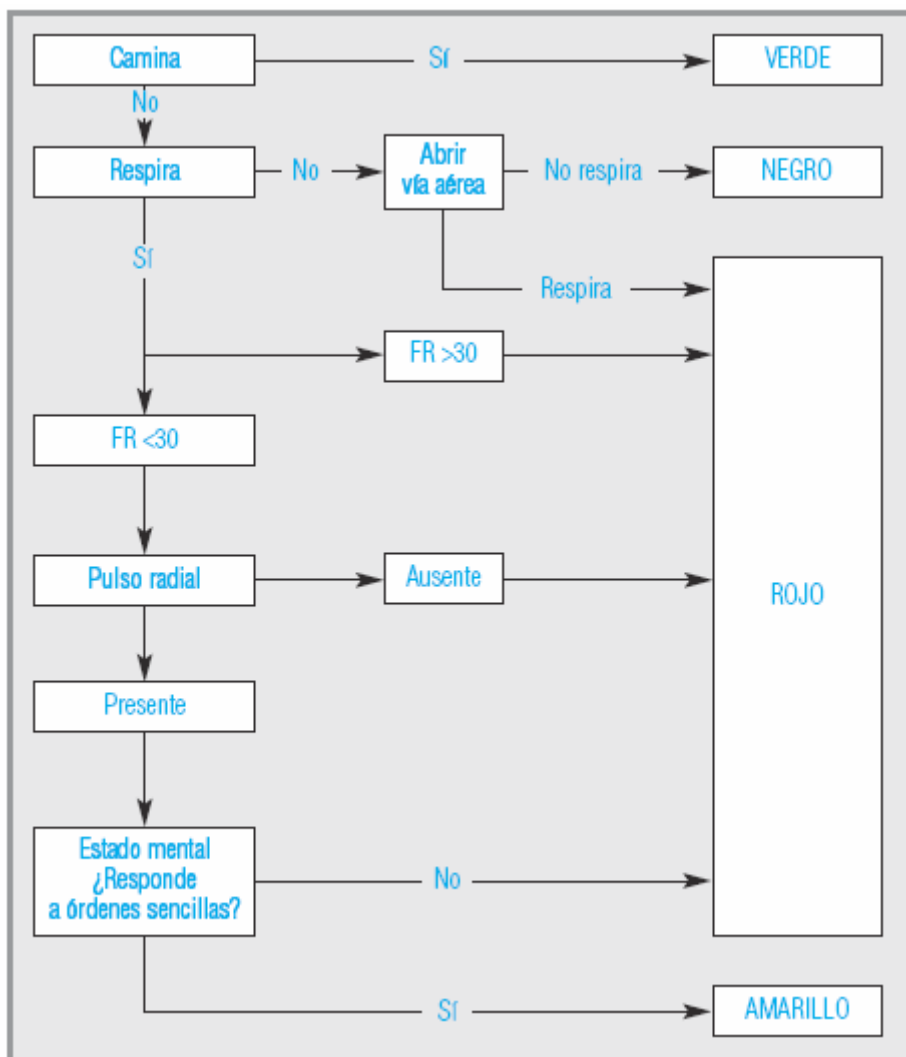 Camina
Sí
VERDE
No
Respira
No
Abrir
vía aérea
No respira
NEGRO
Sí
Respira
FR >30
FR <30
Pulso radial
Ausente
ROJO
Presente
Estado mental
¿Responde
a órdenes sencillas?
No
Sí
AMARILLO